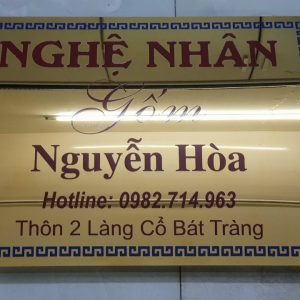 NGHỆ NHÂN
Gốm
Nguyễn Hòa
Hotline: 0982.714.963
Thôn 2 Làng Cổ Bát Tràng